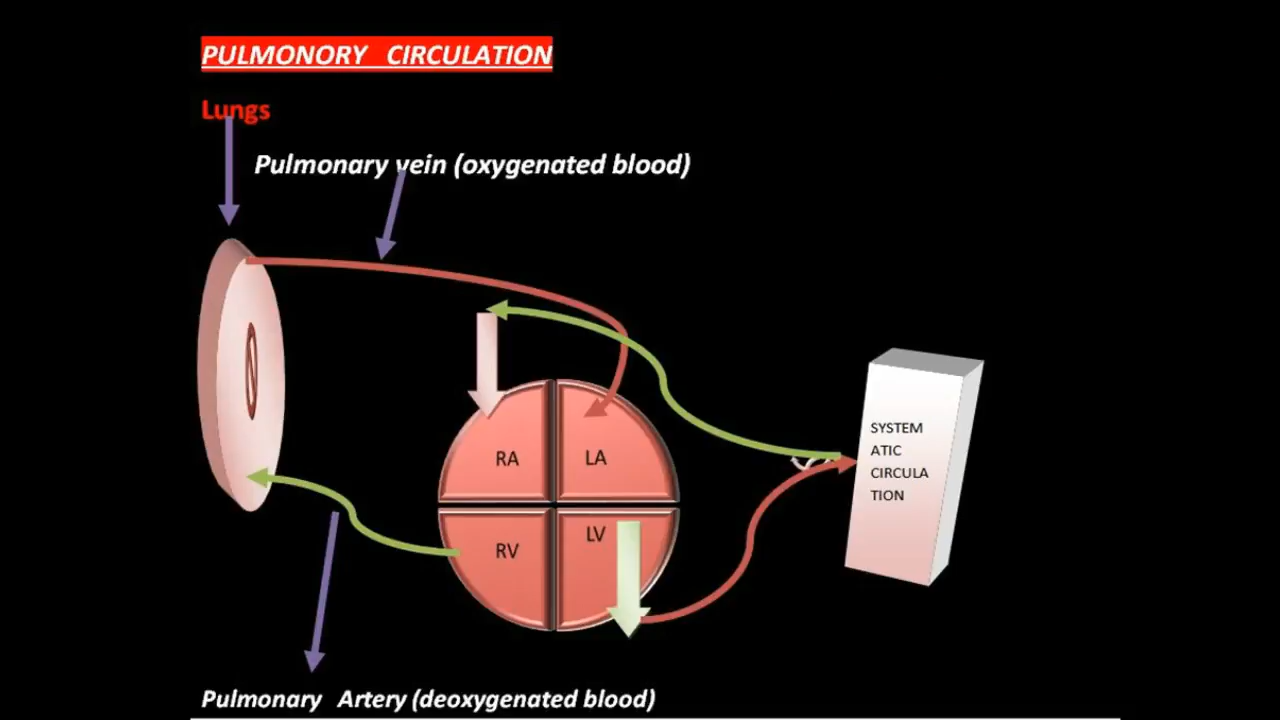 PULMONORY CIRCULATION
Lungs
Pulmonary vein (oxygenated blood)
RA
LA
SYSTEM
ATIC
CIRCULA
TION
RV
LV
Pulmonary Artery (deoxygenated blood)